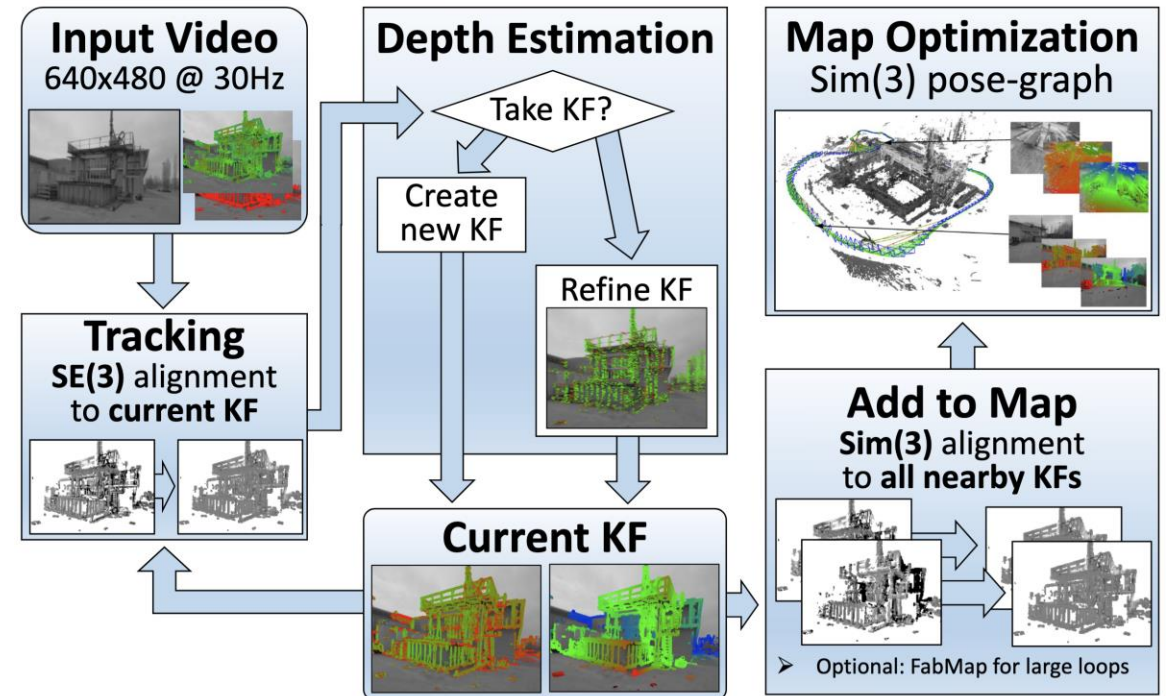 Input Video
640x480 @ 30Hz
Tracking
SE(3) alignment
to current KF
Depth Estimation
Take KF?
Create
new KF
Refine KF
Current KF
Map Optimization
Sim(3) pose-graph
Add to Map
Sim(3) alignment
to all nearby KFs
➢ Optional: FabMap for large loops